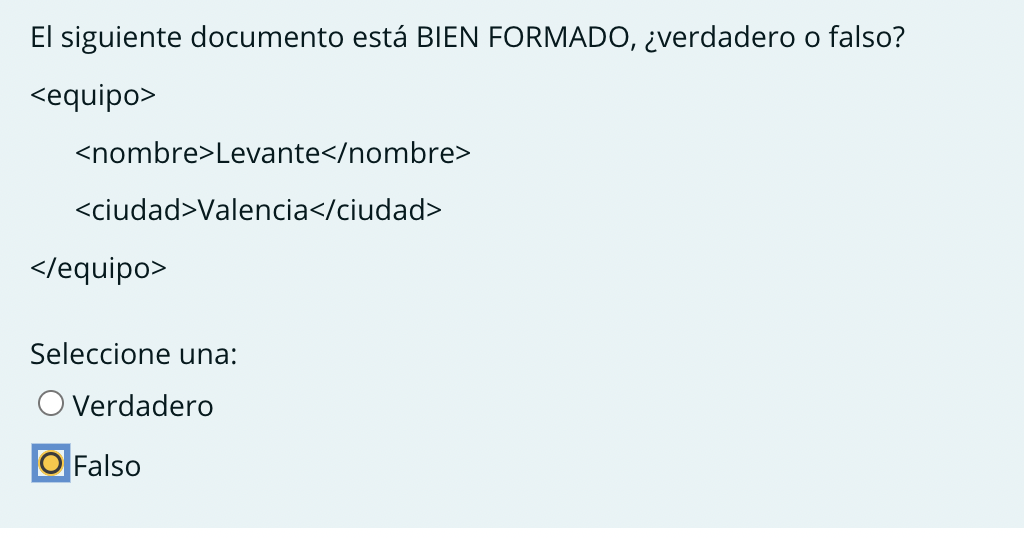 El siguiente documento está BIEN FORMADO, ¿verdadero o falso?
<equipo>
<nombre>Levante</nombre>
<ciudad>Valencia</ciudad>
</equipo>
Seleccione una:
Verdadero
Falso